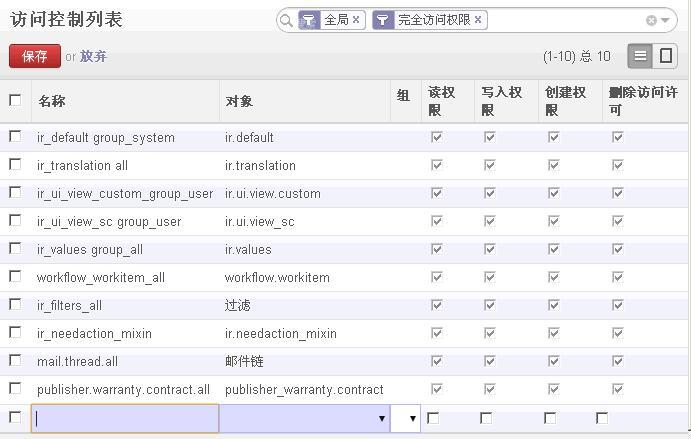 访问控制列表 全局 x 完全访问权限 x
保存 or 放弃 (1-10) 总 10
名称 对象 组 读权限 写入权限 创建权限 删除访问许可
ir_default group_system ir.default
ir_translation all ir.translation
ir_ui_view_custom_group_user ir.ui.view.custom
ir_ui_view_sc group_user ir.ui.view_sc
ir_values group_all ir.values
workflow_workitem_all workflow.workitem
ir_filters_all 过滤
ir_needaction_mixin ir.needaction_mixin
mail.thread.all 邮件链
publisher.warranty.contract.all publisher_warranty.contract